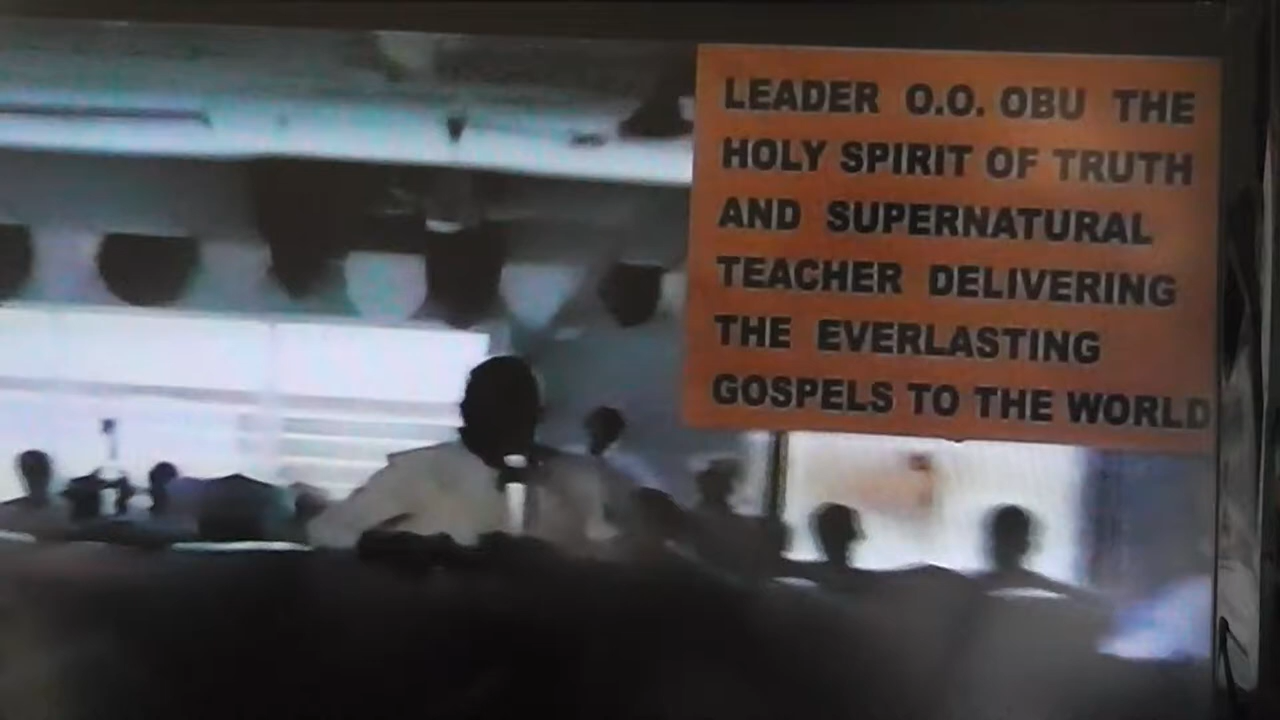 LEADER O.O. OBU THE
HOLY SPIRIT OF TRUTH
AND SUPERNATURAL
TEACHER DELIVERING
THE EVERLASTING
GOSPELS TO THE WORLD